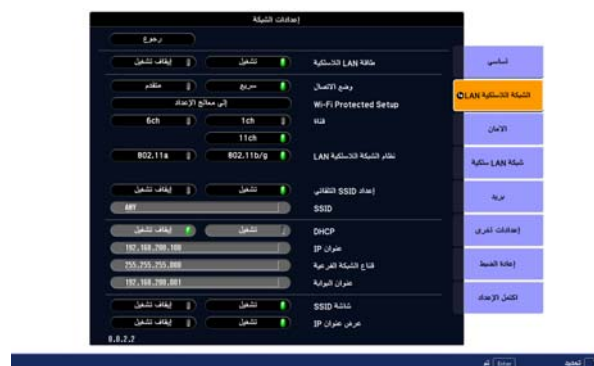 إعدادات الشبكة
رجوع
طاقة LAN اللاسلكية تشغيل إيقاف تشغيل
وضع الاتصال سريع متقدم
Wi-Fi Protected Setup إلى معالج الإعداد
قناة 1ch 6ch
11ch
نظام الشبكة اللاسلكية LAN 802.11b/g 802.11a
إعداد SSID التلقائي تشغيل إيقاف تشغيل
SSID ANY
DHCP تشغيل إيقاف تشغيل
عنوان IP 192.168.200.100
قناع الشبكة الفرعية 255.255.255.000
عنوان البوابة 192.168.200.001
شاشة SSID تشغيل إيقاف تشغيل
عرض عنوان IP تشغيل إيقاف تشغيل
0.0.2.2
أساسي
الشبكة اللاسلكية LAN
الأمان
شبكة LAN سلكية
بريد
إعدادات أخرى
إعادة الضبط
اكتمل الإعداد
تحديد
Enter تم